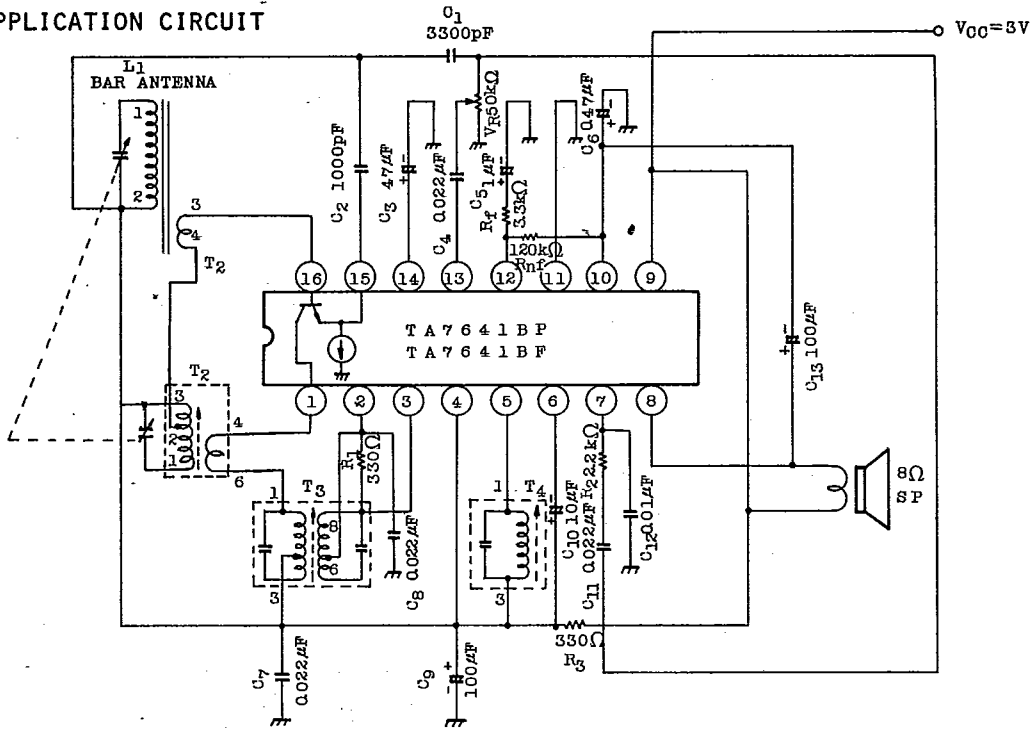 PPLICATION CIRCUIT
C1
3300pF
VCC=3V
L1
BAR ANTENNA
1
2
3
4
T2
C2 1000pF
C3 47μF
+ -
C4 0.022μF
VR50kΩ
C5 1μF
+ -
Rf 3.3kΩ
120kΩ
Rnf
C6 0.47μF
+ -
16
15
14
13
12
11
10
9
TA7641BP
TA7641BF
C13 100μF
+ -
1
2
3
4
5
6
7
8
T2
3
2
1
4
6
R1 330Ω
T3
1
8
6
3
C8 0.022μF
T4
1
3
C10 10μF
+ -
R2 2.2kΩ
C11 0.022μF
C12 0.01μF
8Ω
SP
330Ω
R3
C7 0.022μF
C9 100μF
+ -